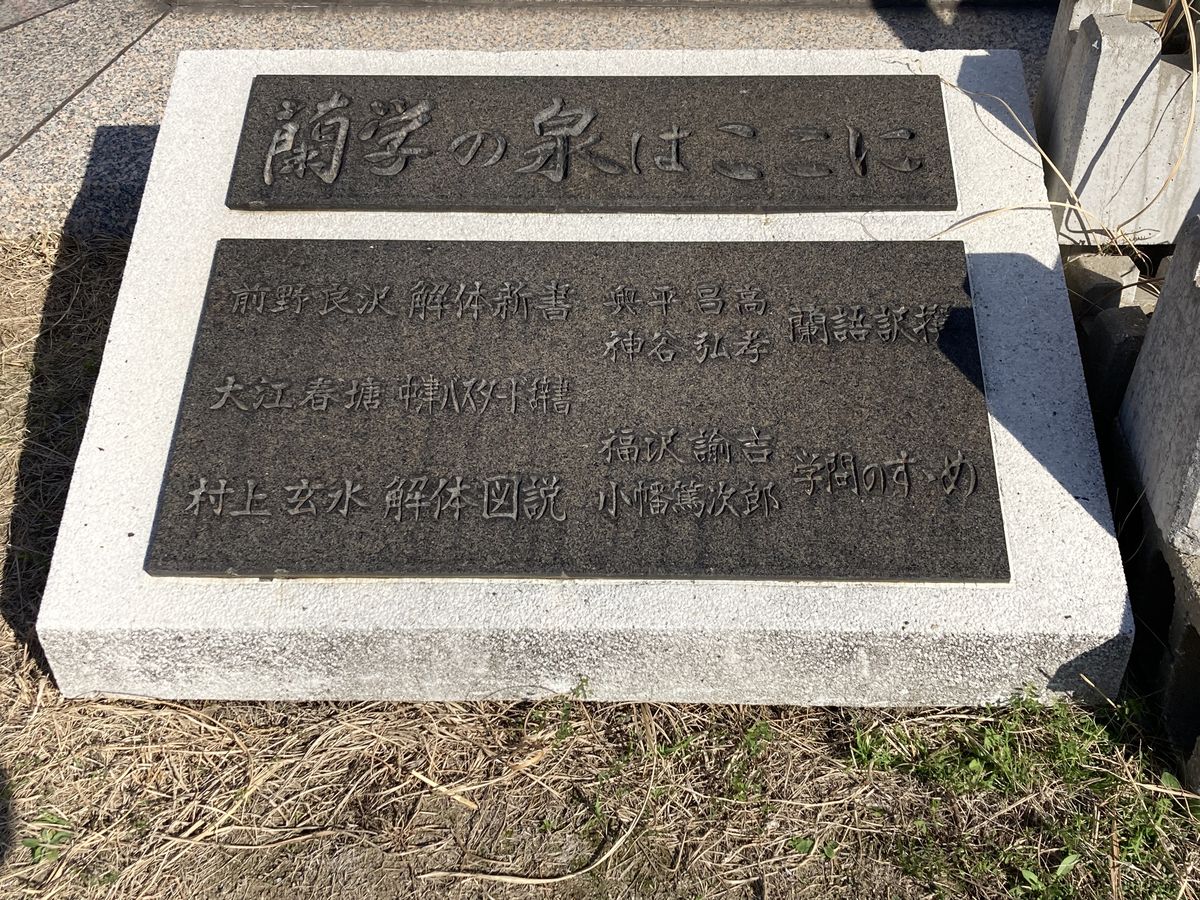 蘭学の泉はここに
前野良沢 解体新書
大江春塘 中津バスタード辞書
村上玄水 解体図説
奥平昌高
神谷弘孝
蘭語訳撰
福沢諭吉
小幡篤次郎
学問のすゝめ